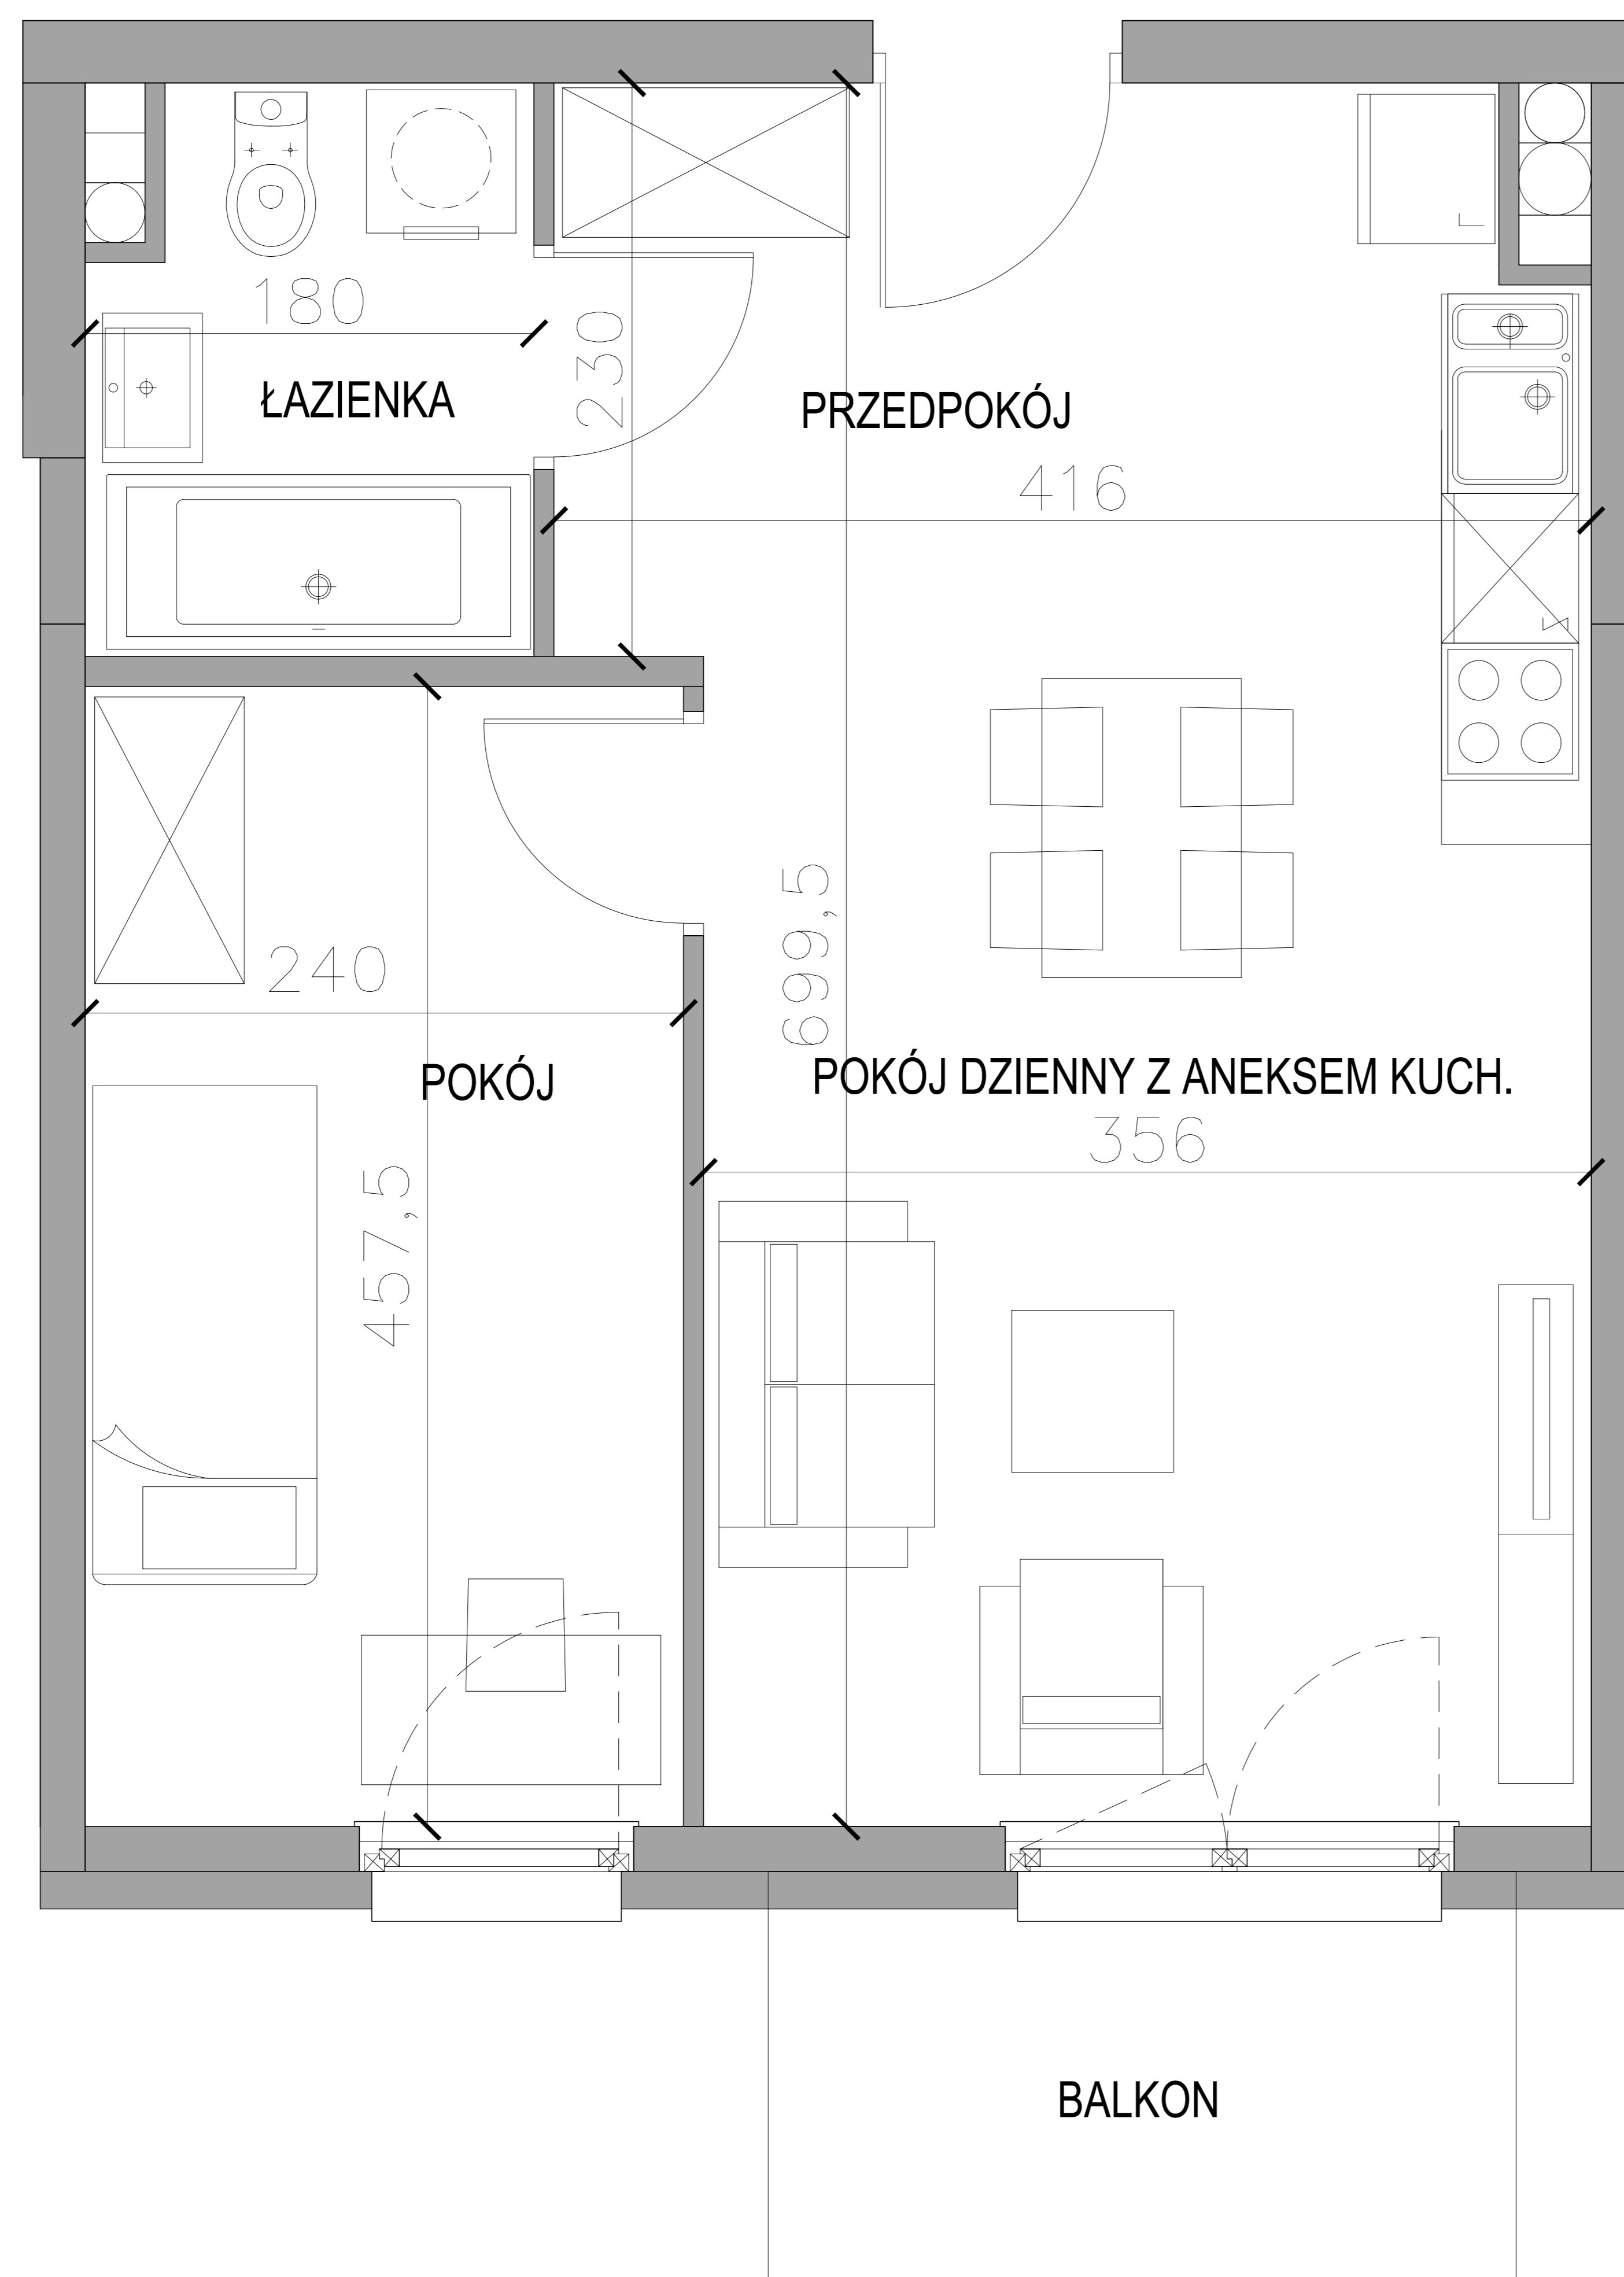 180
ŁAZIENKA
230
PRZEDPOKÓJ
416
L
Z
240
699,5
POKÓJ
POKÓJ DZIENNY Z ANEKSEM KUCH.
356
457,5
BALKON